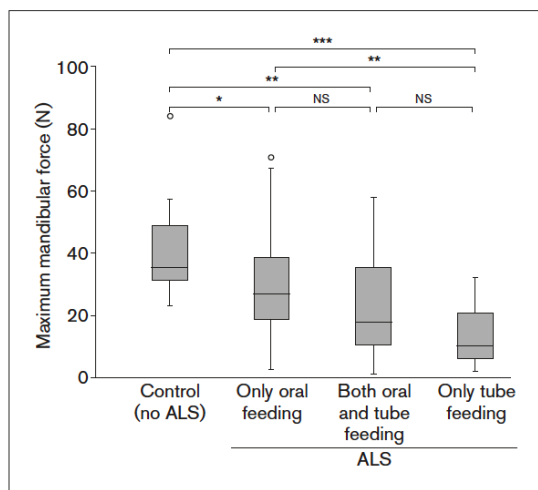 ***
**
**
*
NS
NS
Maximum mandibular force (N)
100
80
60
40
20
0
Control
(no ALS)
Only oral
feeding
Both oral
and tube
feeding
Only tube
feeding
ALS